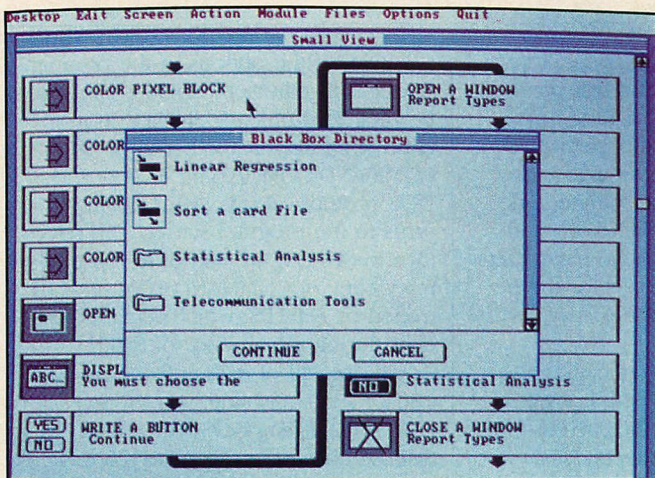 Desktop Edit Screen Action Module Files Options Quit
Small View
COLOR PIXEL BLOCK
COLOR
COLOR
COLOR
OPEN
ABC_
DISPL
You must choose the
YES
NO
WRITE A BUTTON
Continue
OPEN A WINDOW
Report Types
NO
Statistical Analysis
CLOSE A WINDOW
Report Types
Black Box Directory
Linear Regression
Sort a card File
Statistical Analysis
Telecommunication Tools
CONTINUE
CANCEL